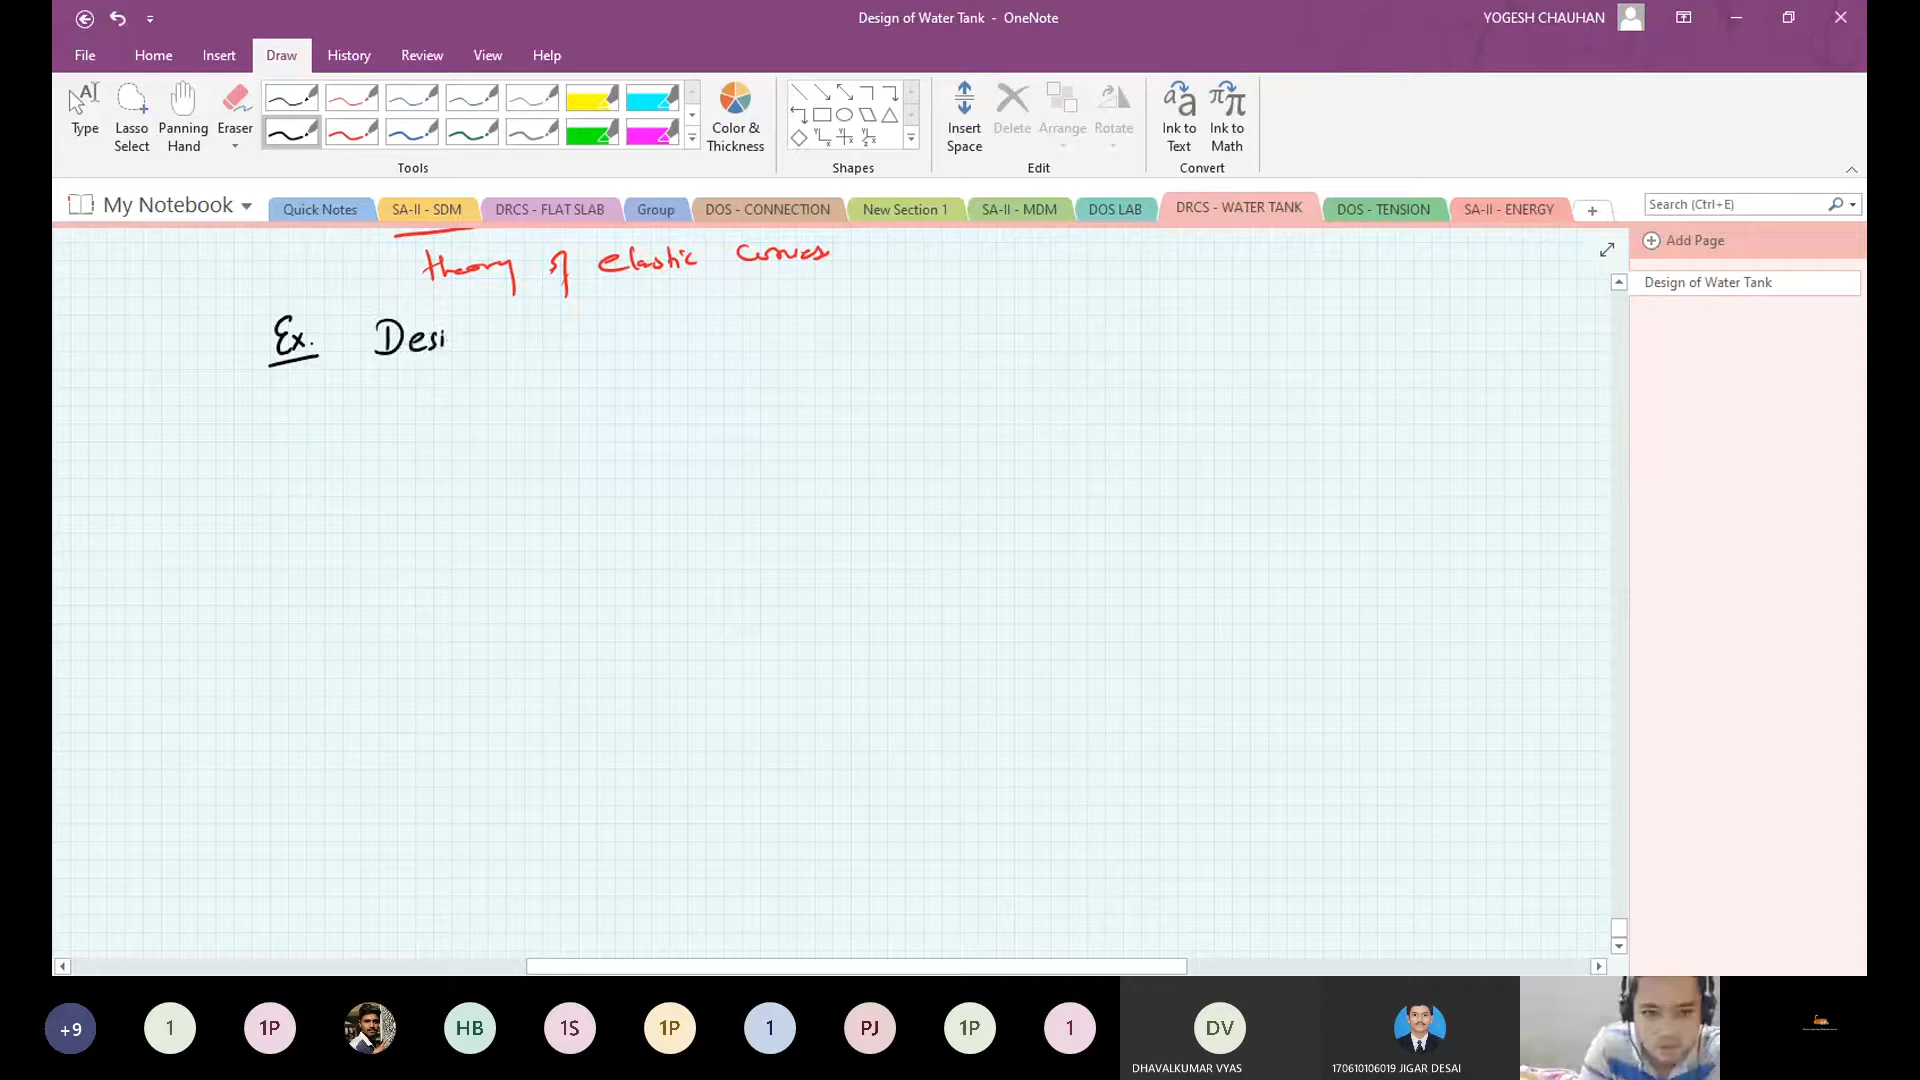 Design of Water Tank - OneNote
YOGESH CHAUHAN
File Home Insert Draw History Review View Help
Type
Lasso Select
Panning Hand
Eraser
Color & Thickness
Insert Space
Delete
Arrange
Rotate
Ink to Text
Ink to Math
Tools Shapes Edit Convert
My Notebook
Quick Notes SA-II - SDM DRCS - FLAT SLAB Group DOS - CONNECTION New Section 1 SA-II - MDM DOS LAB DRCS - WATER TANK DOS - TENSION SA-II - ENERGY
Search (Ctrl+E)
Add Page
Design of Water Tank
theory of elastic curves
Ex. Desi
+9 1 1P HB 1S 1P 1 PJ 1P 1 DV
DHAVALKUMAR VYAS
170610106019 JIGAR DESAI